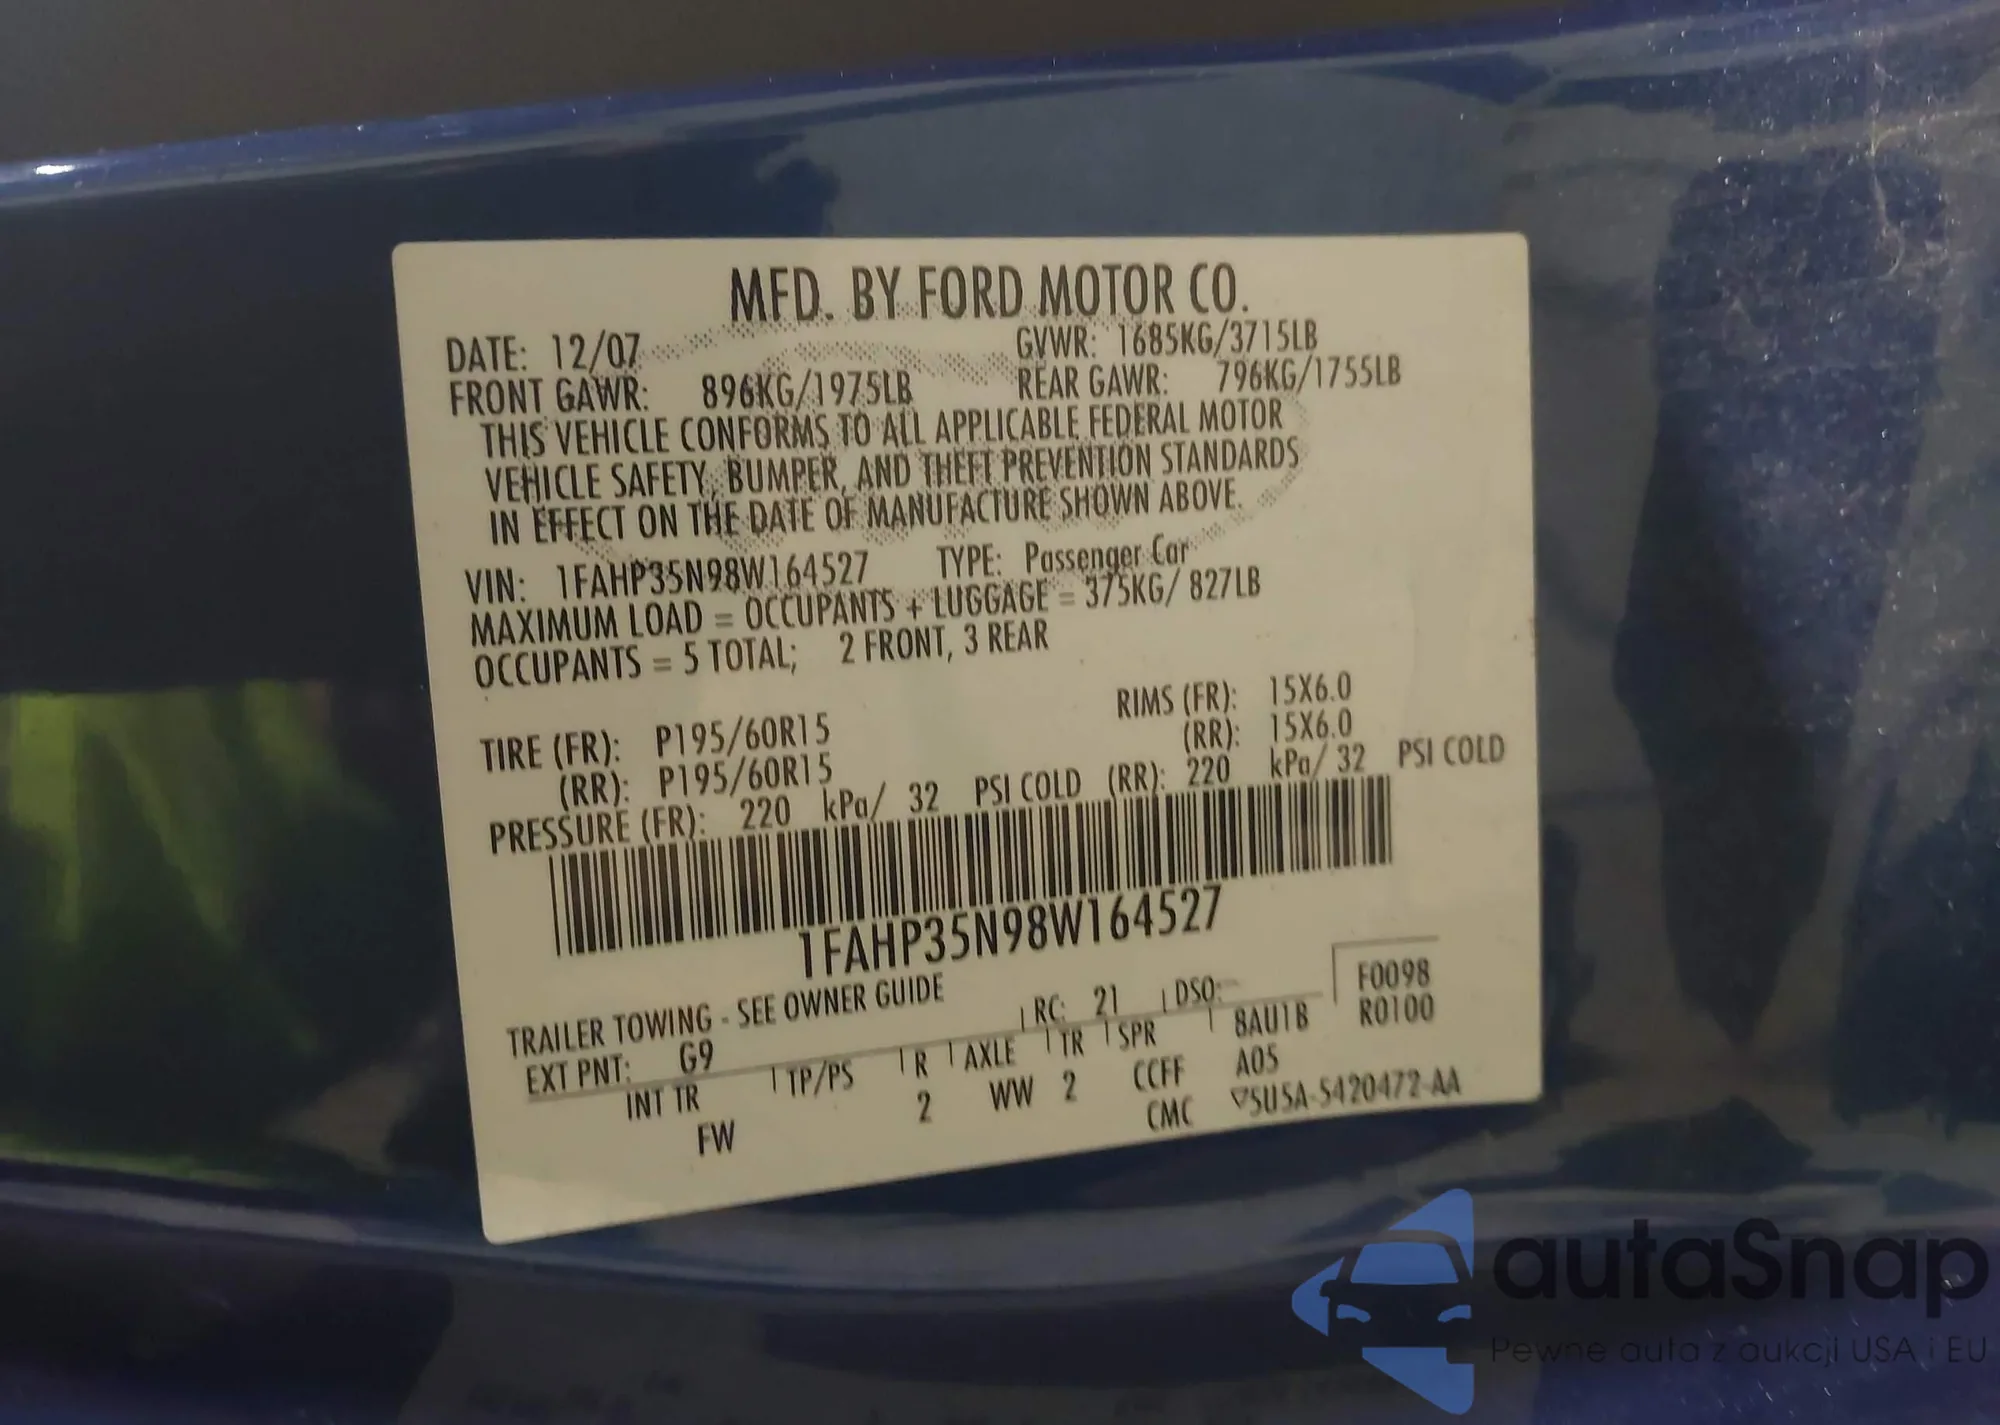 MFD. BY FORD MOTOR CO.
DATE: 12/07 GVWR: 1685KG/3715LB
FRONT GAWR: 896KG/1975LB REAR GAWR: 796KG/1755LB
THIS VEHICLE CONFORMS TO ALL APPLICABLE FEDERAL MOTOR
VEHICLE SAFETY, BUMPER, AND THEFT PREVENTION STANDARDS
IN EFFECT ON THE DATE OF MANUFACTURE SHOWN ABOVE.
VIN: 1FAHP35N98W164527 TYPE: Passenger Car
MAXIMUM LOAD = OCCUPANTS + LUGGAGE = 375KG/ 827LB
OCCUPANTS = 5 TOTAL; 2 FRONT, 3 REAR
TIRE (FR): P195/60R15 RIMS (FR): 15X6.0
(RR): P195/60R15 (RR): 15X6.0
PRESSURE (FR): 220 kPa/ 32 PSI COLD (RR): 220 kPa/ 32 PSI COLD
1FAHP35N98W164527
TRAILER TOWING - SEE OWNER GUIDE
F0098
EXT PNT: G9 RC: 21 DSO: R0100
INT TR TP/PS R AXLE TR SPR 8AU1B
FW 2 WW 2 CCFF A05
CMC ▽5U5A-5420472-AA
autaSnap
Pewne auta z aukcji USA i EU